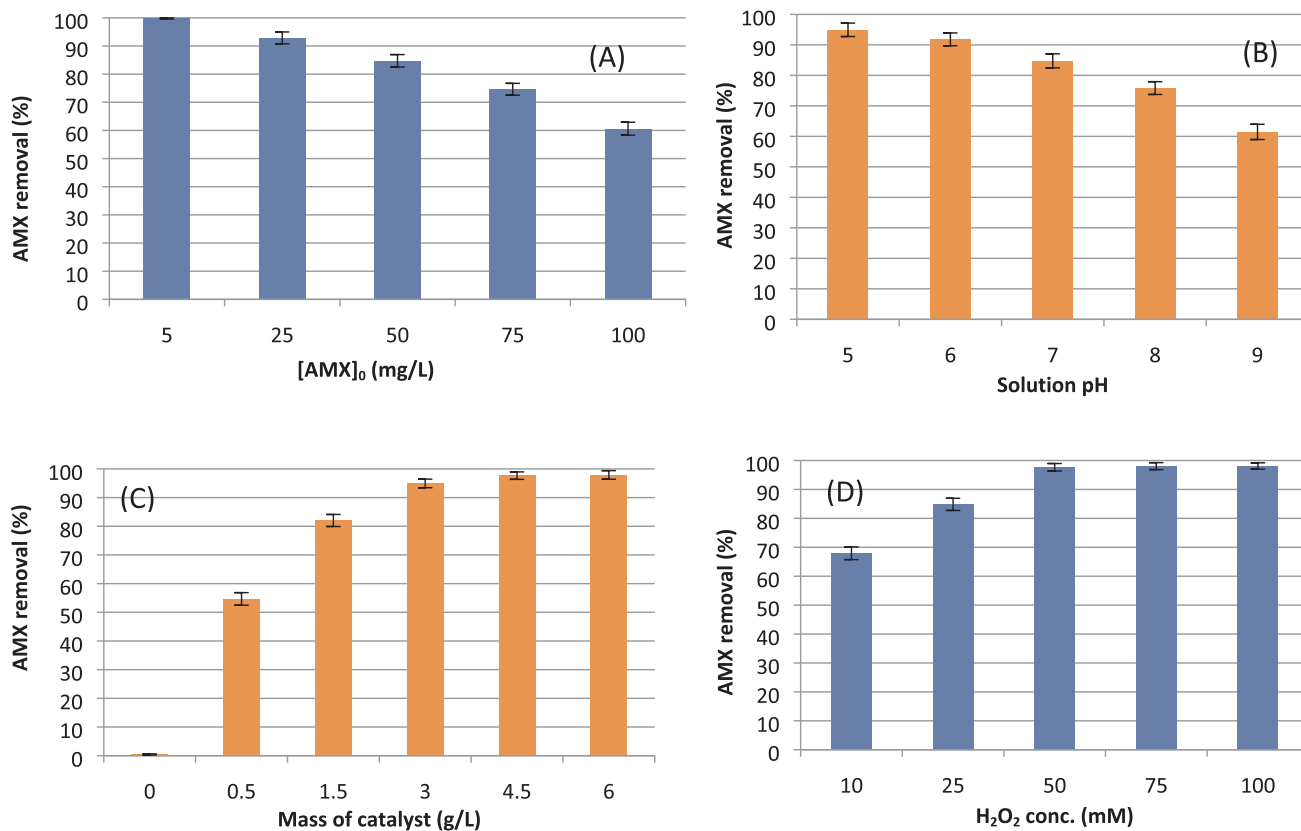 (A)
AMX removal (%)
100
90
80
70
60
50
40
30
20
10
0
5 25 50 75 100
[AMX]₀ (mg/L)
(B)
AMX removal (%)
100
90
80
70
60
50
40
30
20
10
0
5 6 7 8 9
Solution pH
(C)
AMX removal (%)
100
90
80
70
60
50
40
30
20
10
0
0 0.5 1.5 3 4.5 6
Mass of catalyst (g/L)
(D)
AMX removal (%)
100
90
80
70
60
50
40
30
20
10
0
10 25 50 75 100
H₂O₂ conc. (mM)